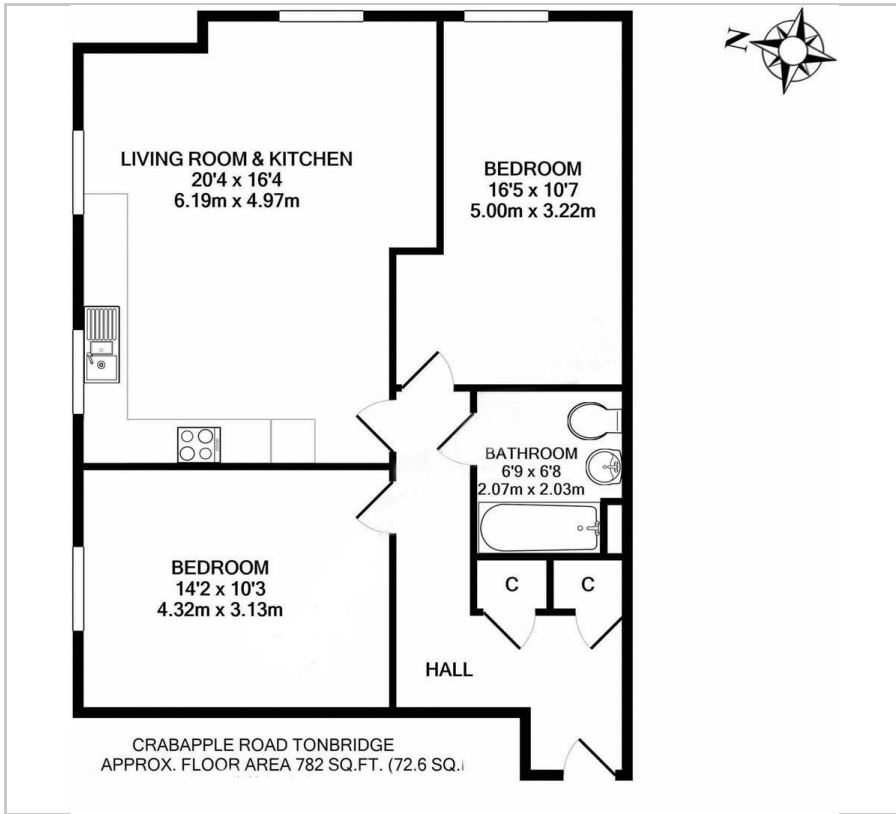 N
LIVING ROOM & KITCHEN
20'4 x 16'4
6.19m x 4.97m
BEDROOM
16'5 x 10'7
5.00m x 3.22m
BATHROOM
6'9 x 6'8
2.07m x 2.03m
BEDROOM
14'2 x 10'3
4.32m x 3.13m
C
C
HALL
CRABAPPLE ROAD TONBRIDGE
APPROX. FLOOR AREA 782 SQ.FT. (72.6 SQ.